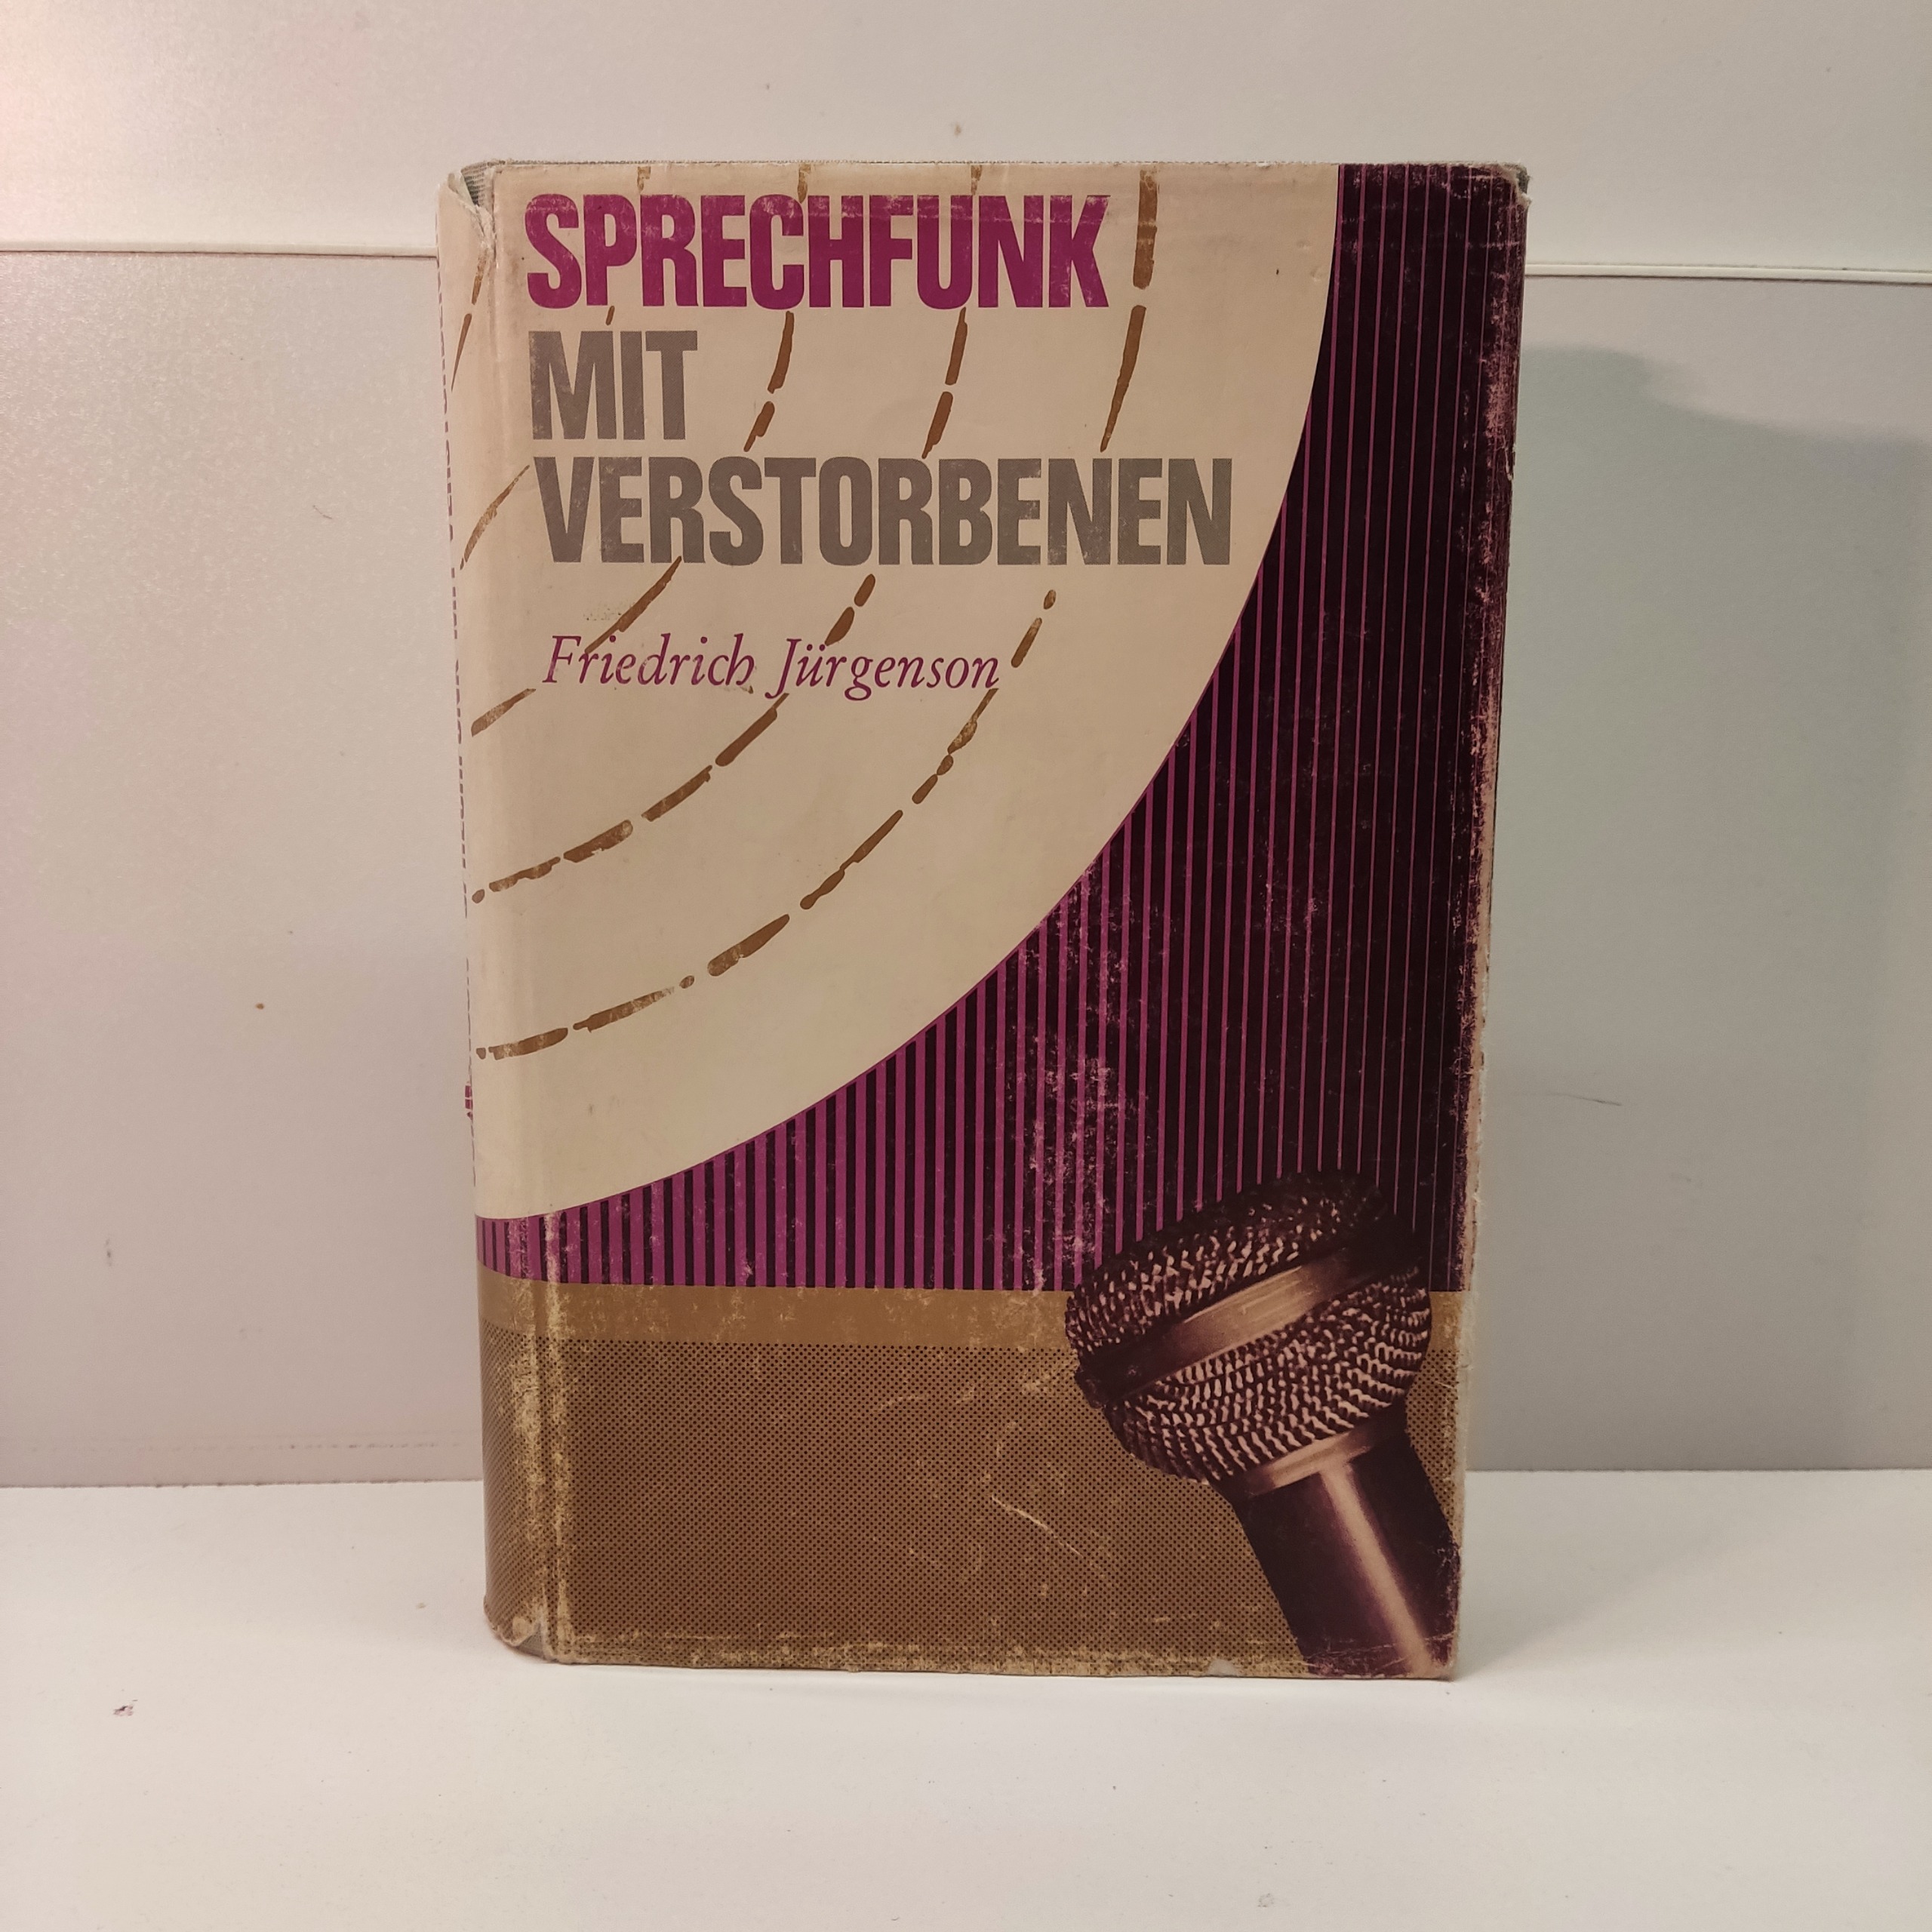 SPRECHFUNK
MIT
VERSTORBENEN
Friedrich Jürgenson